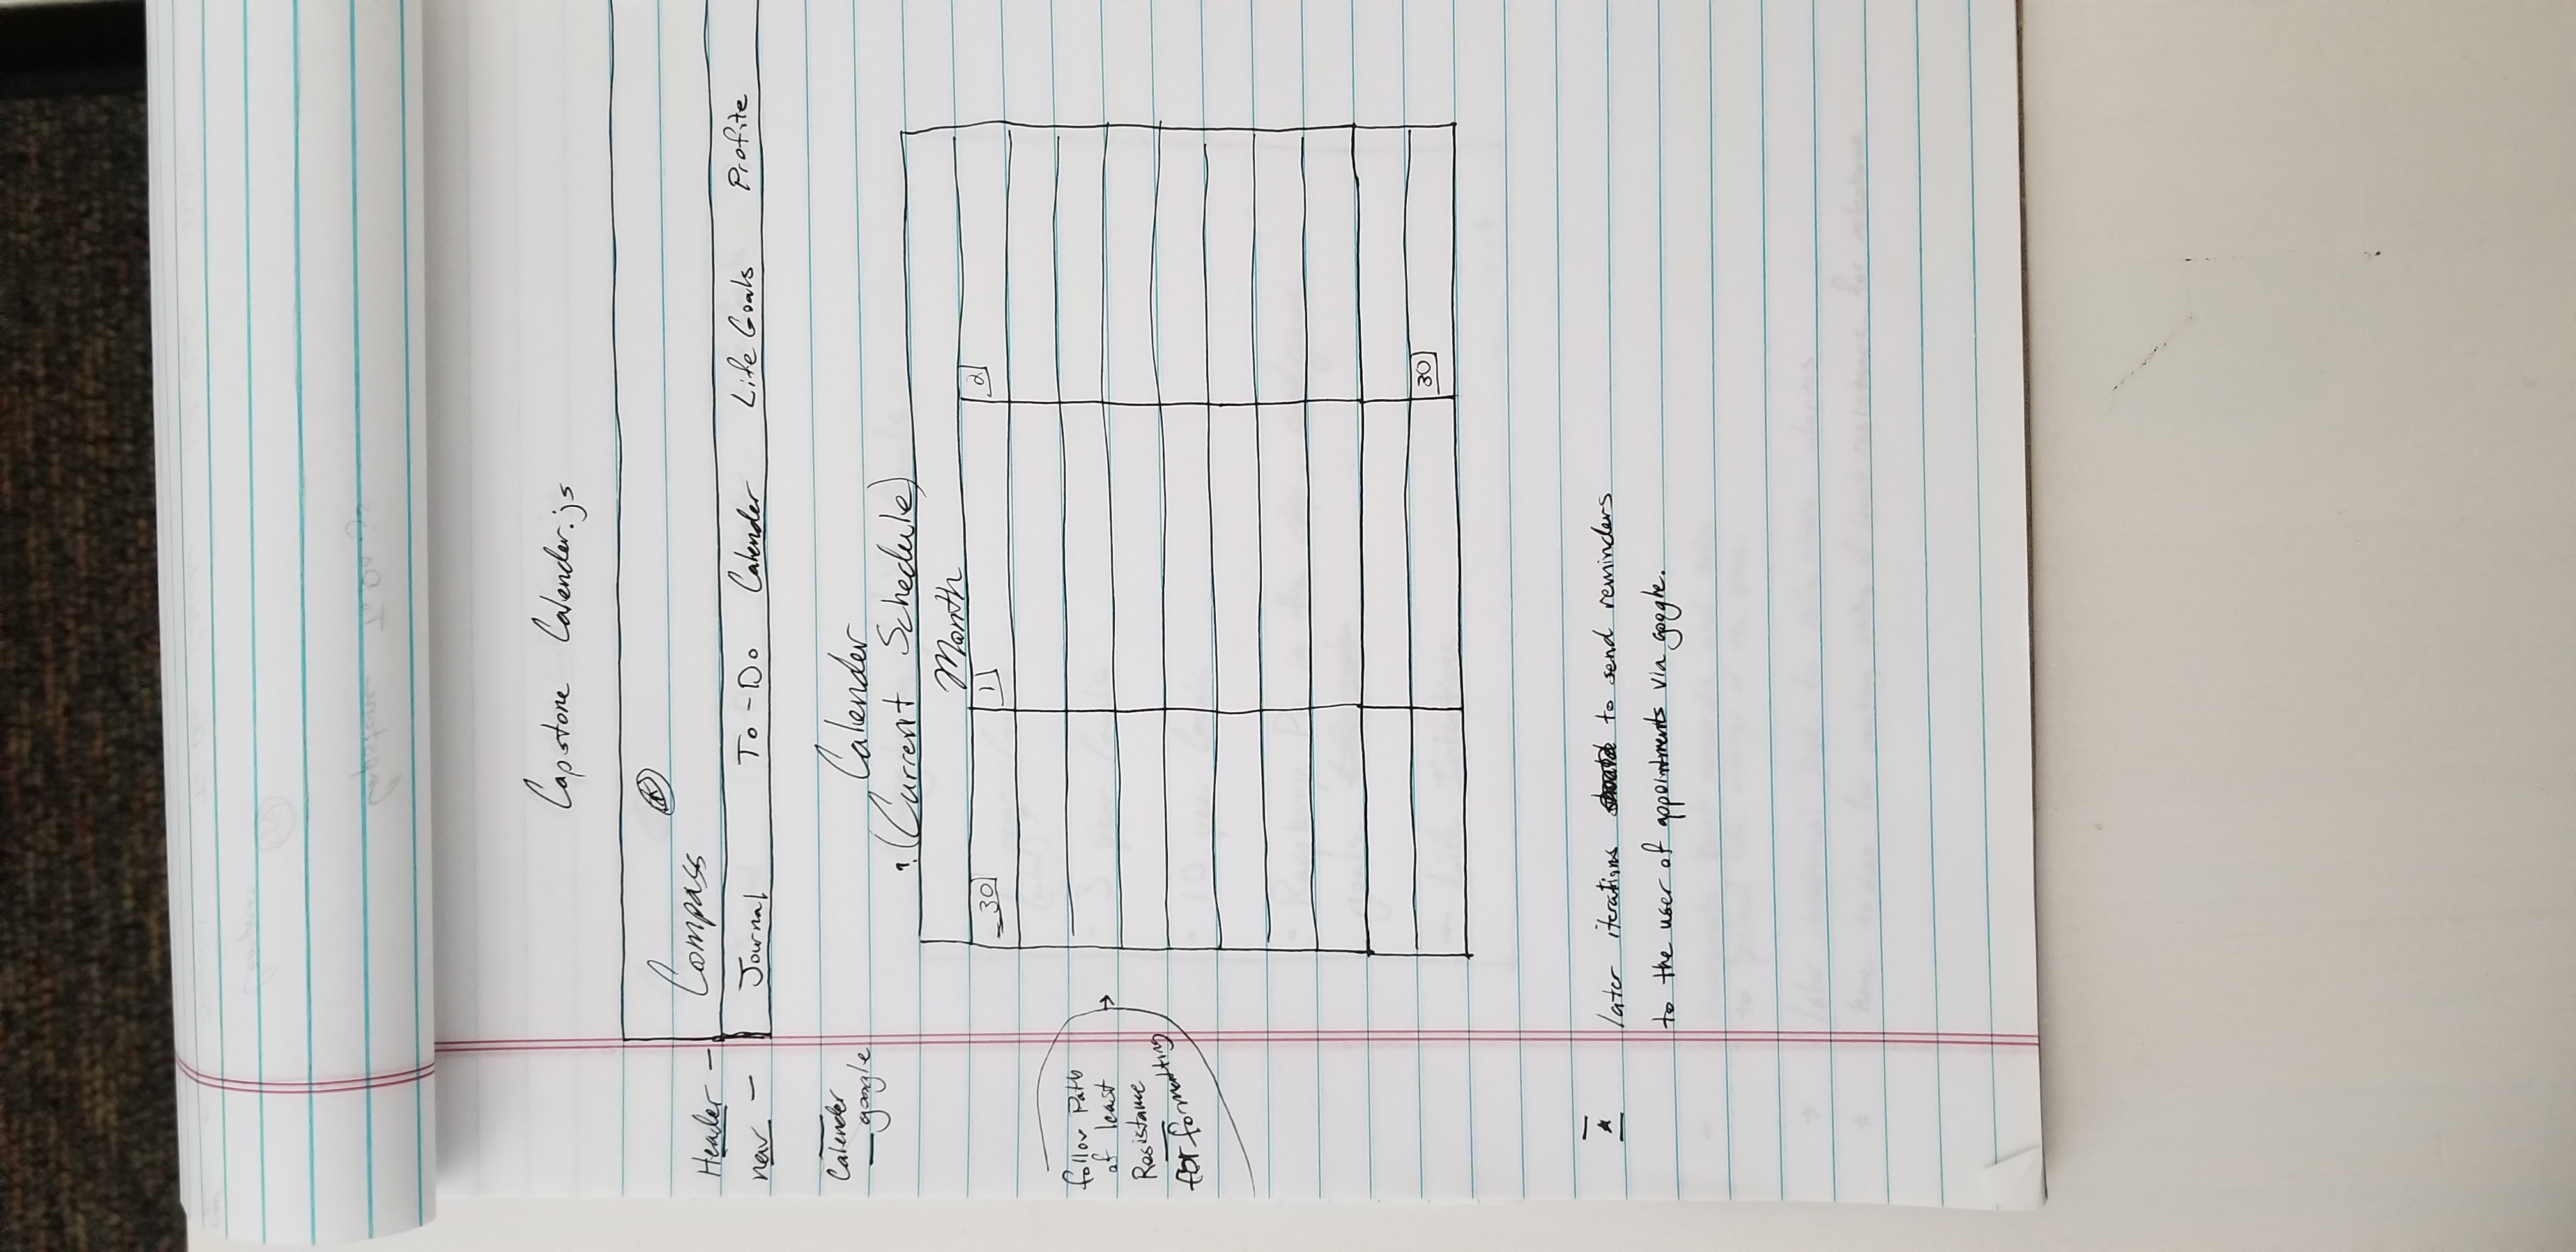 Capstone Calender.js
Compass
Header -
nav -
Journal To-Do Calender Life Goals Profile
Calender
google
Calender
? (Current Schedule)
Month
30 1 2
follow Path
of least
Resistance
for formatting
30
later iterations to send reminders
to the user of appointments via google.